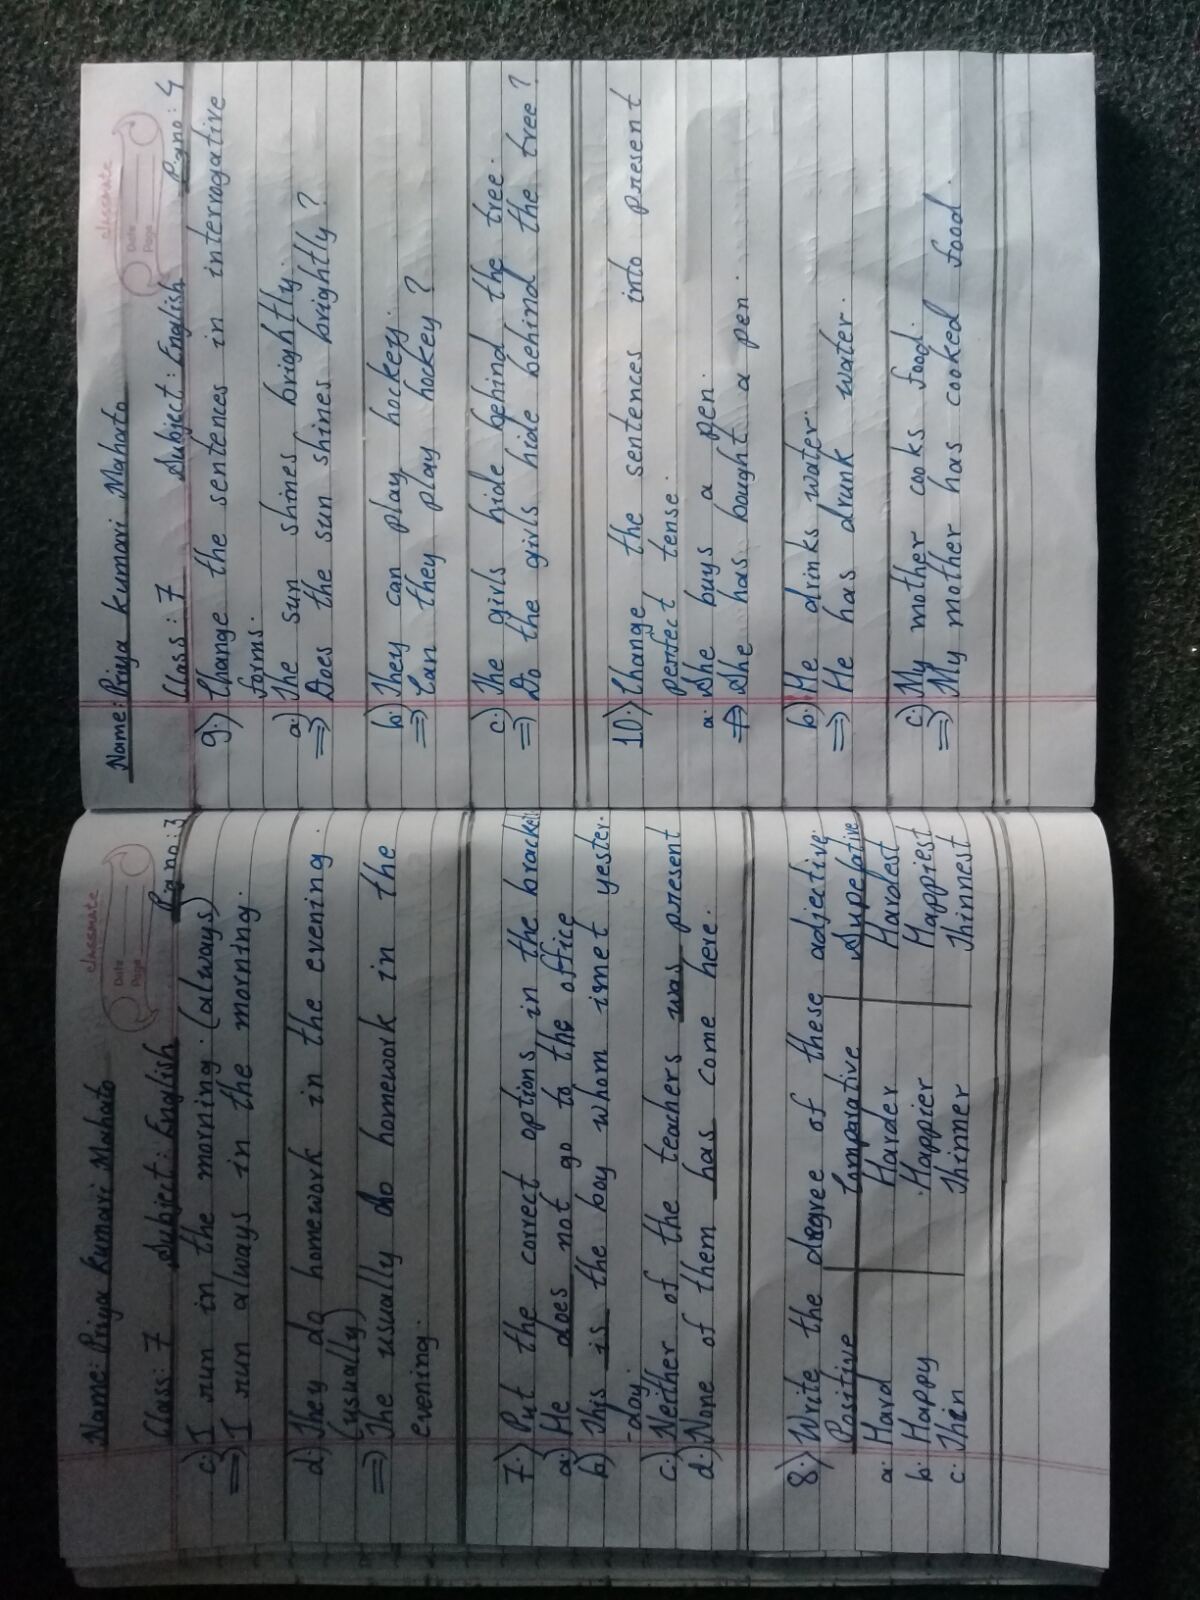 classmate
Date
Page
Name: Priya Kumari Mahato
Class: 7 Subject: English P.g no: 3
c.) I run in the morning. (always)
=) I run always in the morning.
d.) They do homework in the evening.
(usually)
=) The usually do homework in the
evening.
7.) Put the correct options in the bracket
a.) He does not go to the office
b.) This is the boy whom imet yester-
-day.
c.) Neither of the teachers was present
d.) None of them has come here.
8.) Write the degree of these adjective
Positive Comparative Superlative
a. Hard Harder Hardest
b. Happy Happier Happiest
c. Thin Thinner Thinnest
classmate
Date
Page
Name: Priya Kumari Mahato
Class: 7 Subject: English P.g no: 4
9.) Change the sentences in interrogative
forms.
a.) The sun shines brightly.
=) Does the sun shines brightly?
b.) They can play hockey.
=) Can they play hockey?
c.) The girls hide behind the tree.
=) Do the girls hide behind the tree?
10.) Change the sentences into present
perfect tense.
a. She buys a pen.
=) She has bought a pen.
b.) He drinks water.
=) He has drunk water.
c.) My mother cooks food.
=) My mother has cooked food.